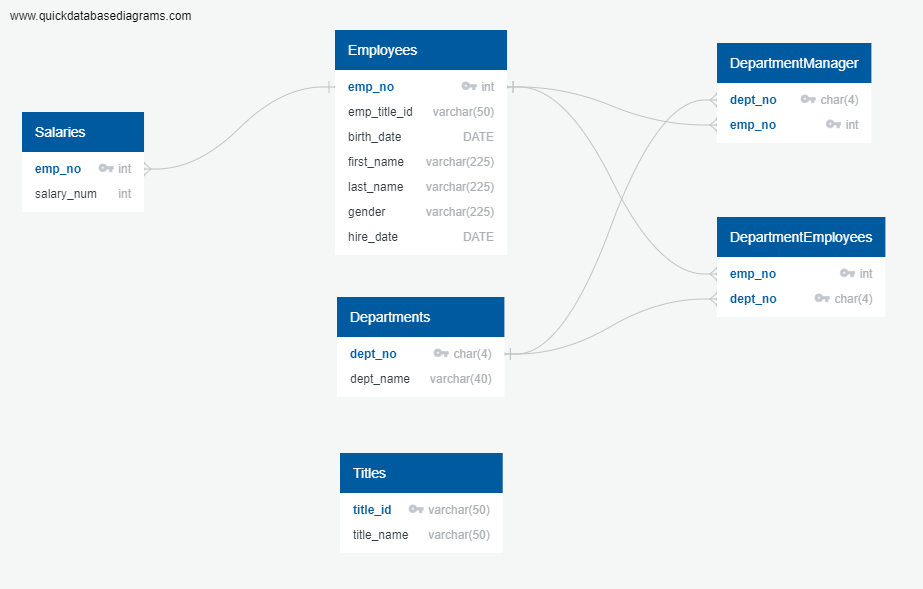 www.quickdatabasediagrams.com
Salaries
emp_no int
salary_num int
Employees
emp_no int
emp_title_id varchar(50)
birth_date DATE
first_name varchar(225)
last_name varchar(225)
gender varchar(225)
hire_date DATE
Departments
dept_no char(4)
dept_name varchar(40)
Titles
title_id varchar(50)
title_name varchar(50)
DepartmentManager
dept_no char(4)
emp_no int
DepartmentEmployees
emp_no int
dept_no char(4)